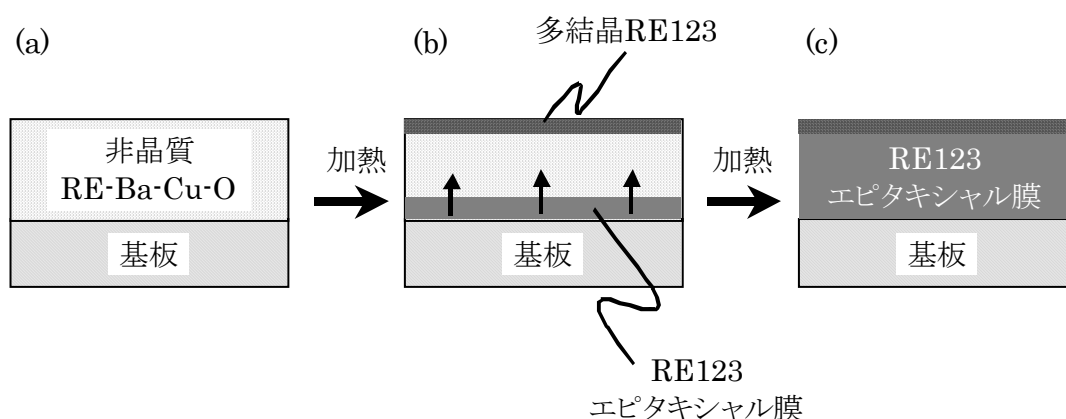 (a)
非晶質
RE-Ba-Cu-O
基板
加熱
(b)
多結晶RE123
基板
RE123
エピタキシャル膜
加熱
(c)
RE123
エピタキシャル膜
基板